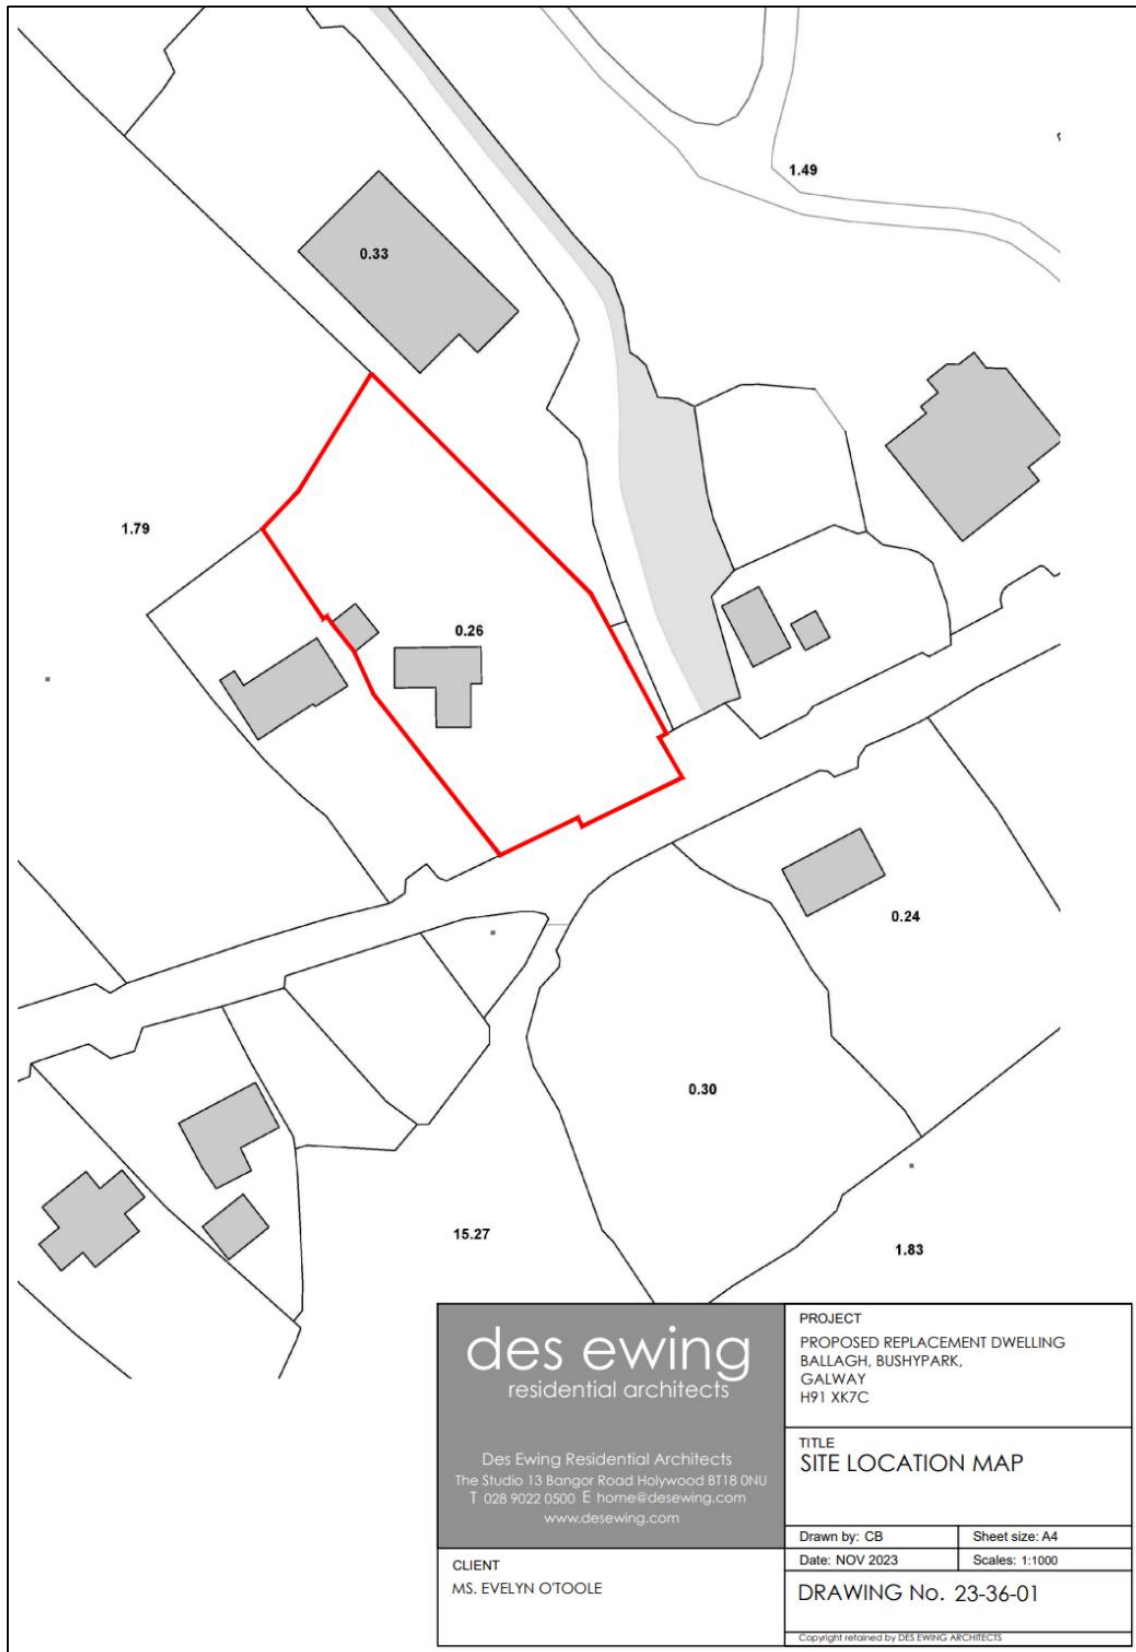 1.49
0.33
1.79
0.26
0.24
0.30
15.27
1.83
des ewing
residential architects
Des Ewing Residential Architects
The Studio 13 Bangor Road Holywood BT18 0NU
T 028 9022 0500 E home@desewing.com
www.desewing.com
CLIENT
MS. EVELYN O'TOOLE
PROJECT
PROPOSED REPLACEMENT DWELLING
BALLAGH, BUSHYPARK,
GALWAY
H91 XK7C
TITLE
SITE LOCATION MAP
Drawn by: CB
Sheet size: A4
Date: NOV 2023
Scales: 1:1000
DRAWING No. 23-36-01
Copyright retained by DES EWING ARCHITECTS